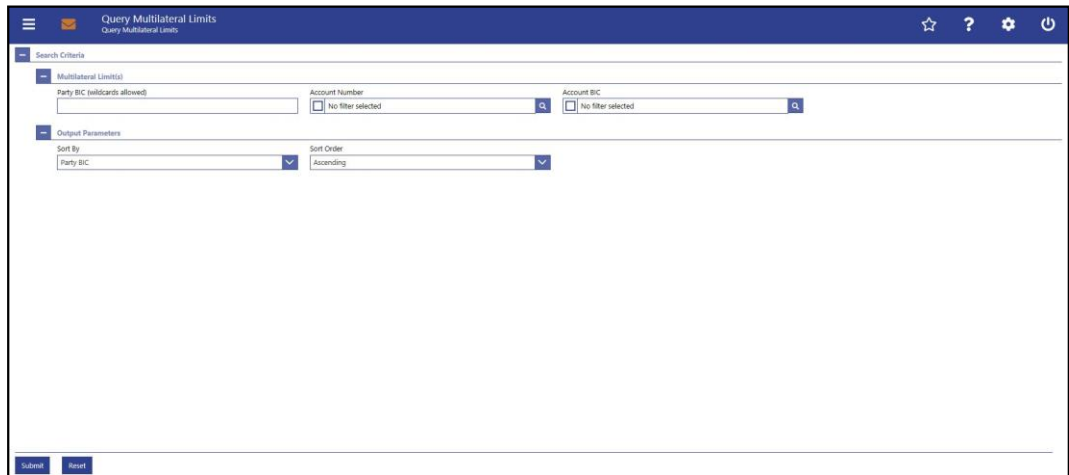 Query Multilateral Limits
Query Multilateral Limits
Search Criteria
Multilateral Limit(s)
Party BIC (wildcards allowed)
Account Number
Account BIC
No filter selected
No filter selected
Output Parameters
Sort By
Sort Order
Party BIC
Ascending
Submit
Reset